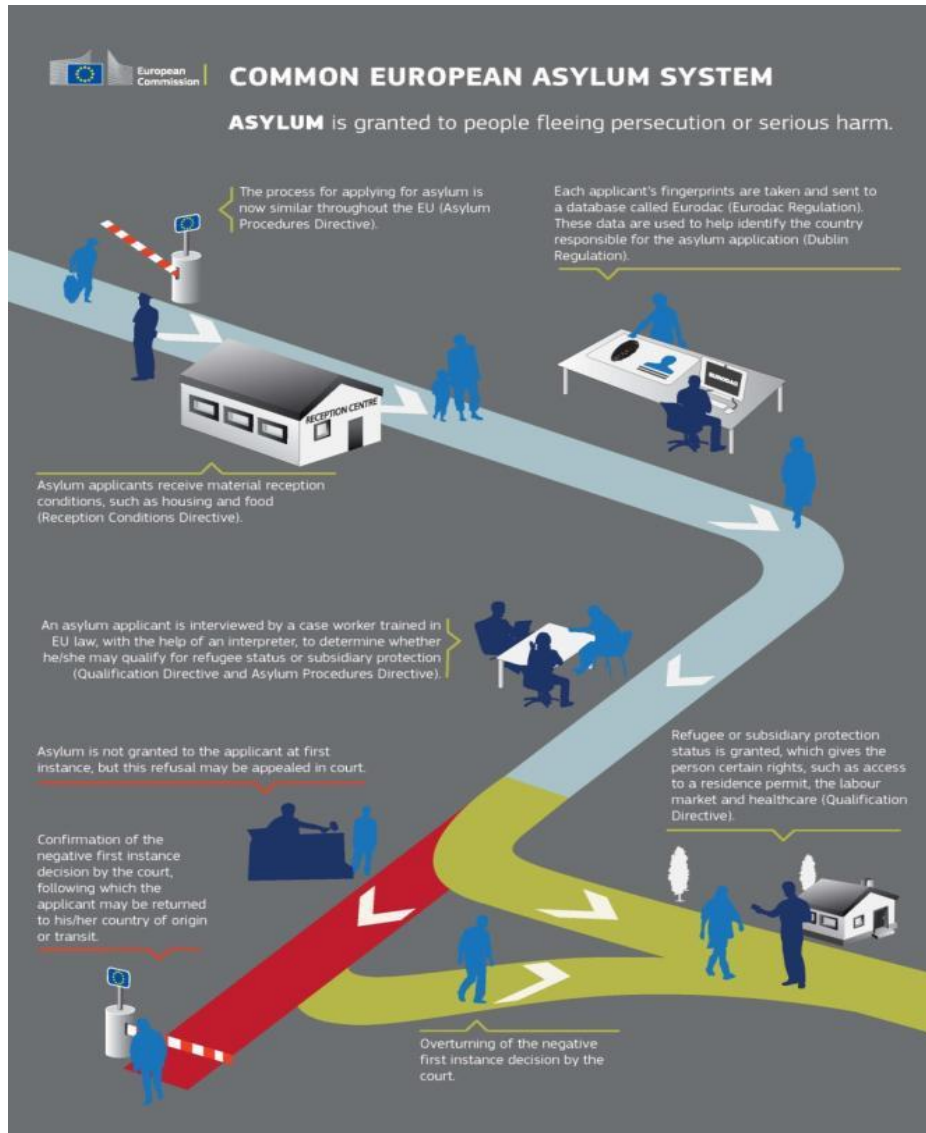 European
Commission
COMMON EUROPEAN ASYLUM SYSTEM
ASYLUM is granted to people fleeing persecution or serious harm.
The process for applying for asylum is
now similar throughout the EU (Asylum
Procedures Directive).
Each applicant's fingerprints are taken and sent to
a database called Eurodac (Eurodac Regulation).
These data are used to help identify the country
responsible for the asylum application (Dublin
Regulation).
EURODAC
RECEPTION CENTRE
Asylum applicants receive material reception
conditions, such as housing and food
(Reception Conditions Directive).
An asylum applicant is interviewed by a case worker trained in
EU law, with the help of an interpreter, to determine whether
he/she may qualify for refugee status or subsidiary protection
(Qualification Directive and Asylum Procedures Directive).
Asylum is not granted to the applicant at first
instance, but this refusal may be appealed in court.
Refugee or subsidiary protection
status is granted, which gives the
person certain rights, such as access
to a residence permit, the labour
market and healthcare (Qualification
Directive).
Confirmation of the
negative first instance
decision by the court,
following which the
applicant may be returned
to his/her country of origin
or transit.
Overturning of the negative
first instance decision by the
court.